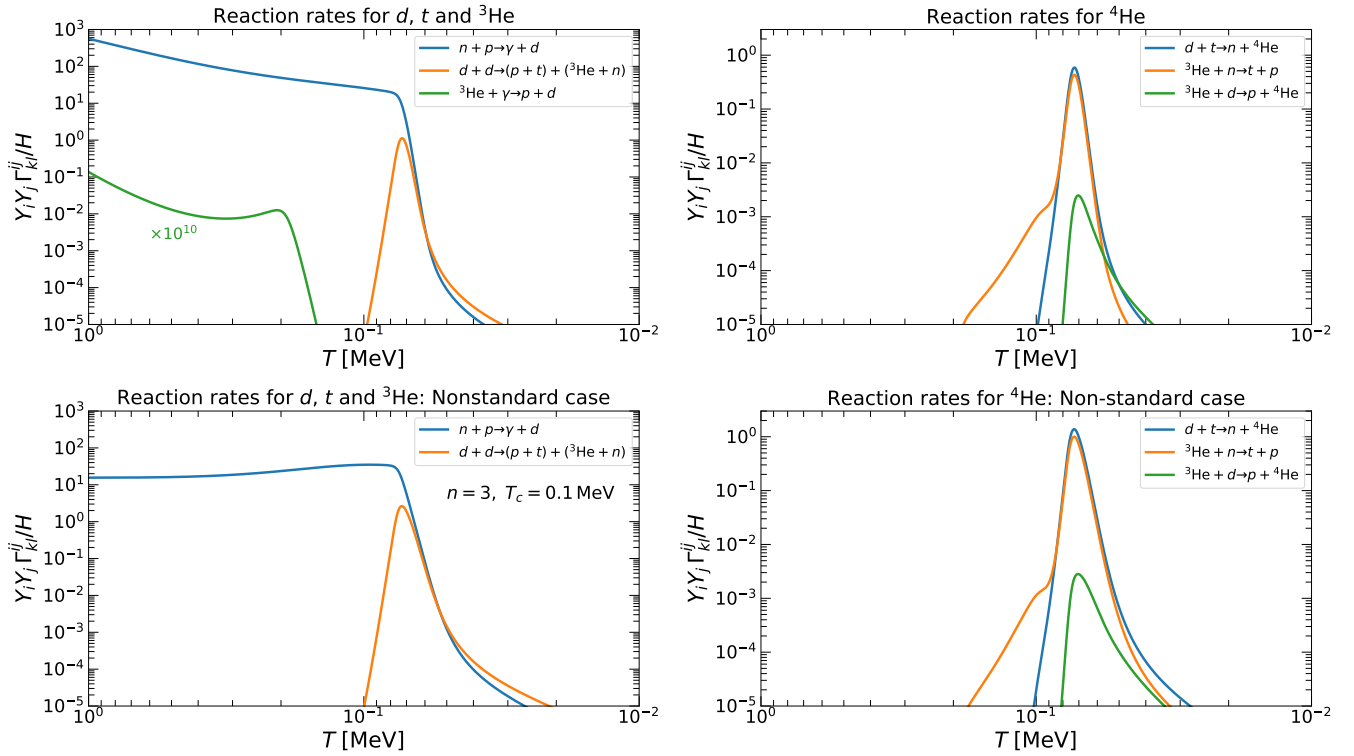 Reaction rates for d, t and ³He
Y_i Y_j Γ^{ij}_{kl}/H
10³
10²
10¹
10⁰
10⁻¹
10⁻²
10⁻³
10⁻⁴
10⁻⁵
n + p→γ + d
d + d→(p + t) + (³He + n)
³He + γ→p + d
×10¹⁰
10⁰
10⁻¹
10⁻²
T [MeV]
Reaction rates for ⁴He
Y_i Y_j Γ^{ij}_{kl}/H
10⁰
10⁻¹
10⁻²
10⁻³
10⁻⁴
10⁻⁵
d + t→n + ⁴He
³He + n→t + p
³He + d→p + ⁴He
10⁰
10⁻¹
10⁻²
T [MeV]
Reaction rates for d, t and ³He: Nonstandard case
Y_i Y_j Γ^{ij}_{kl}/H
10³
10²
10¹
10⁰
10⁻¹
10⁻²
10⁻³
10⁻⁴
10⁻⁵
n + p→γ + d
d + d→(p + t) + (³He + n)
n = 3, T_c = 0.1 MeV
10⁰
10⁻¹
10⁻²
T [MeV]
Reaction rates for ⁴He: Non-standard case
Y_i Y_j Γ^{ij}_{kl}/H
10⁰
10⁻¹
10⁻²
10⁻³
10⁻⁴
10⁻⁵
d + t→n + ⁴He
³He + n→t + p
³He + d→p + ⁴He
10⁰
10⁻¹
10⁻²
T [MeV]